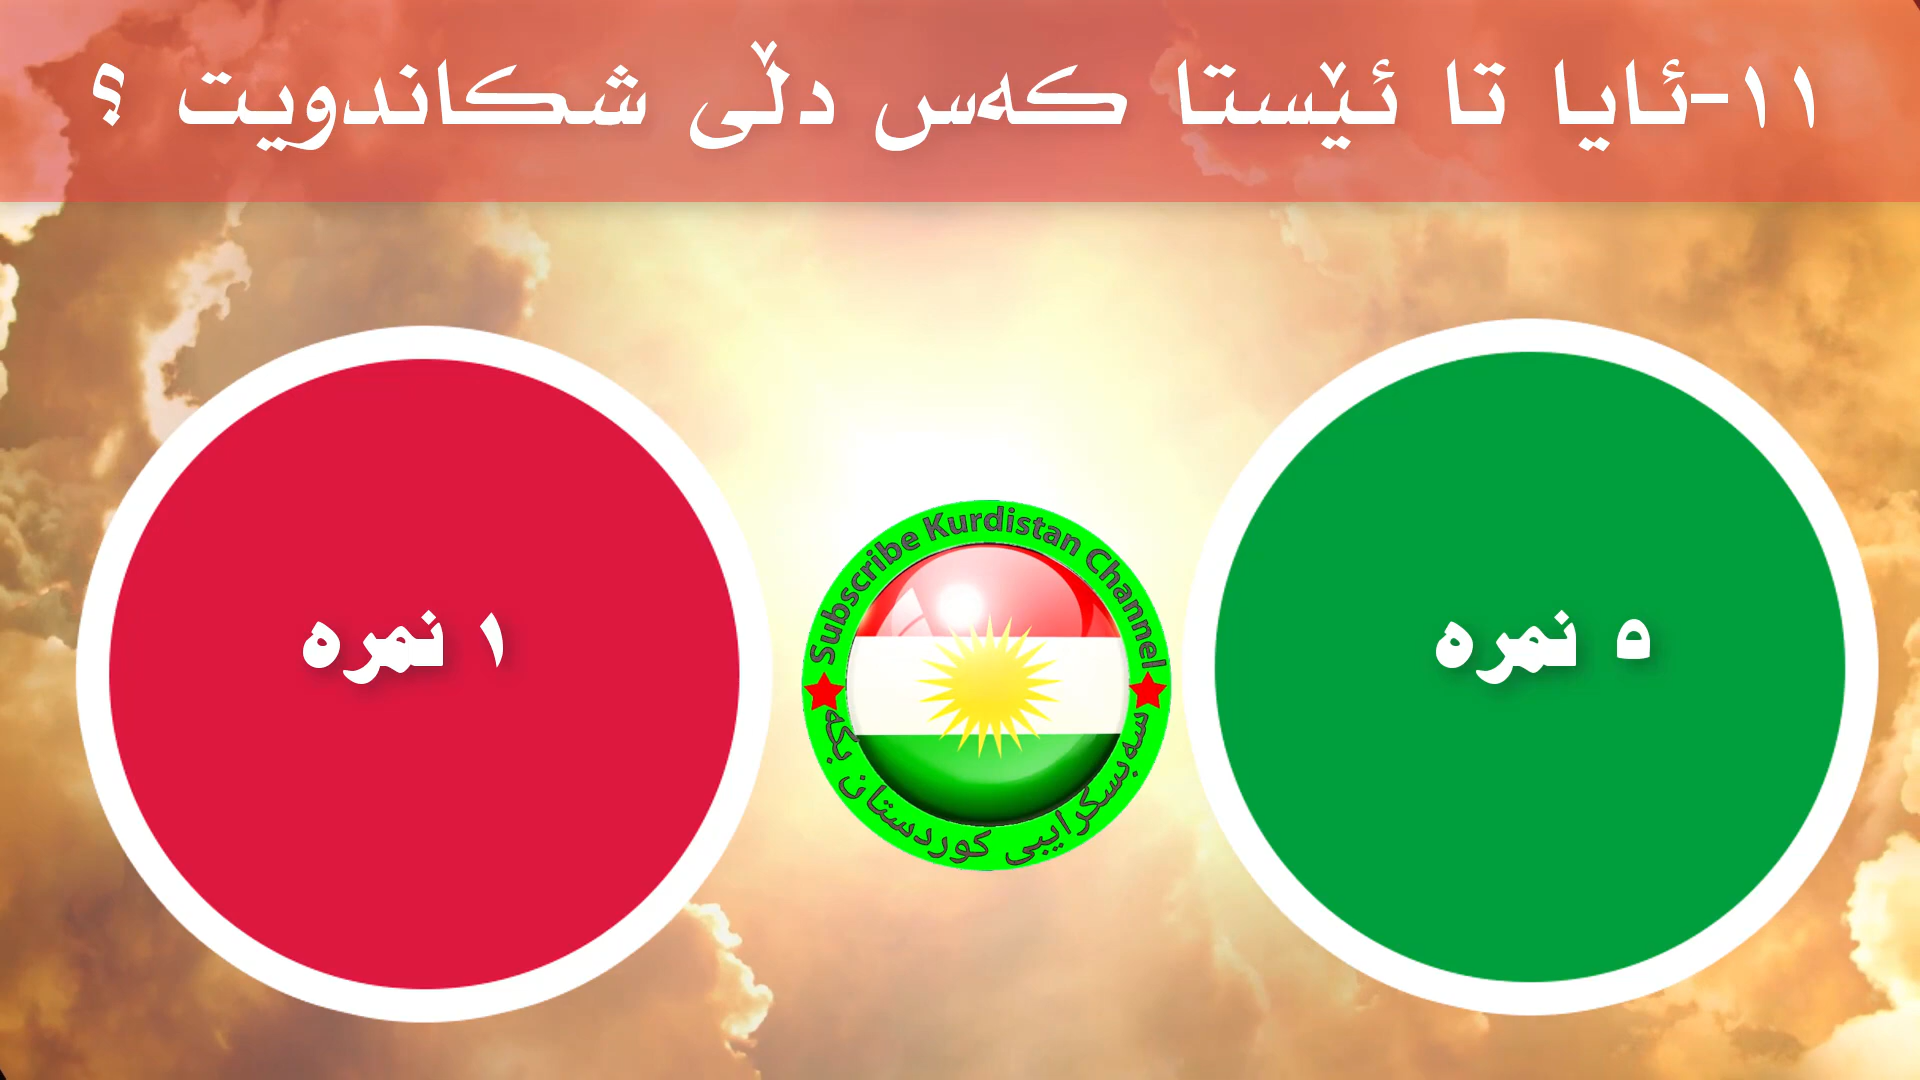 ١١-ئایا تا ئێستا کەس دڵی شکاندویت ؟
٥ نمرە
١ نمرە
Subscribe Kurdistan Channel
سەبسکرایبی کوردستان بکە